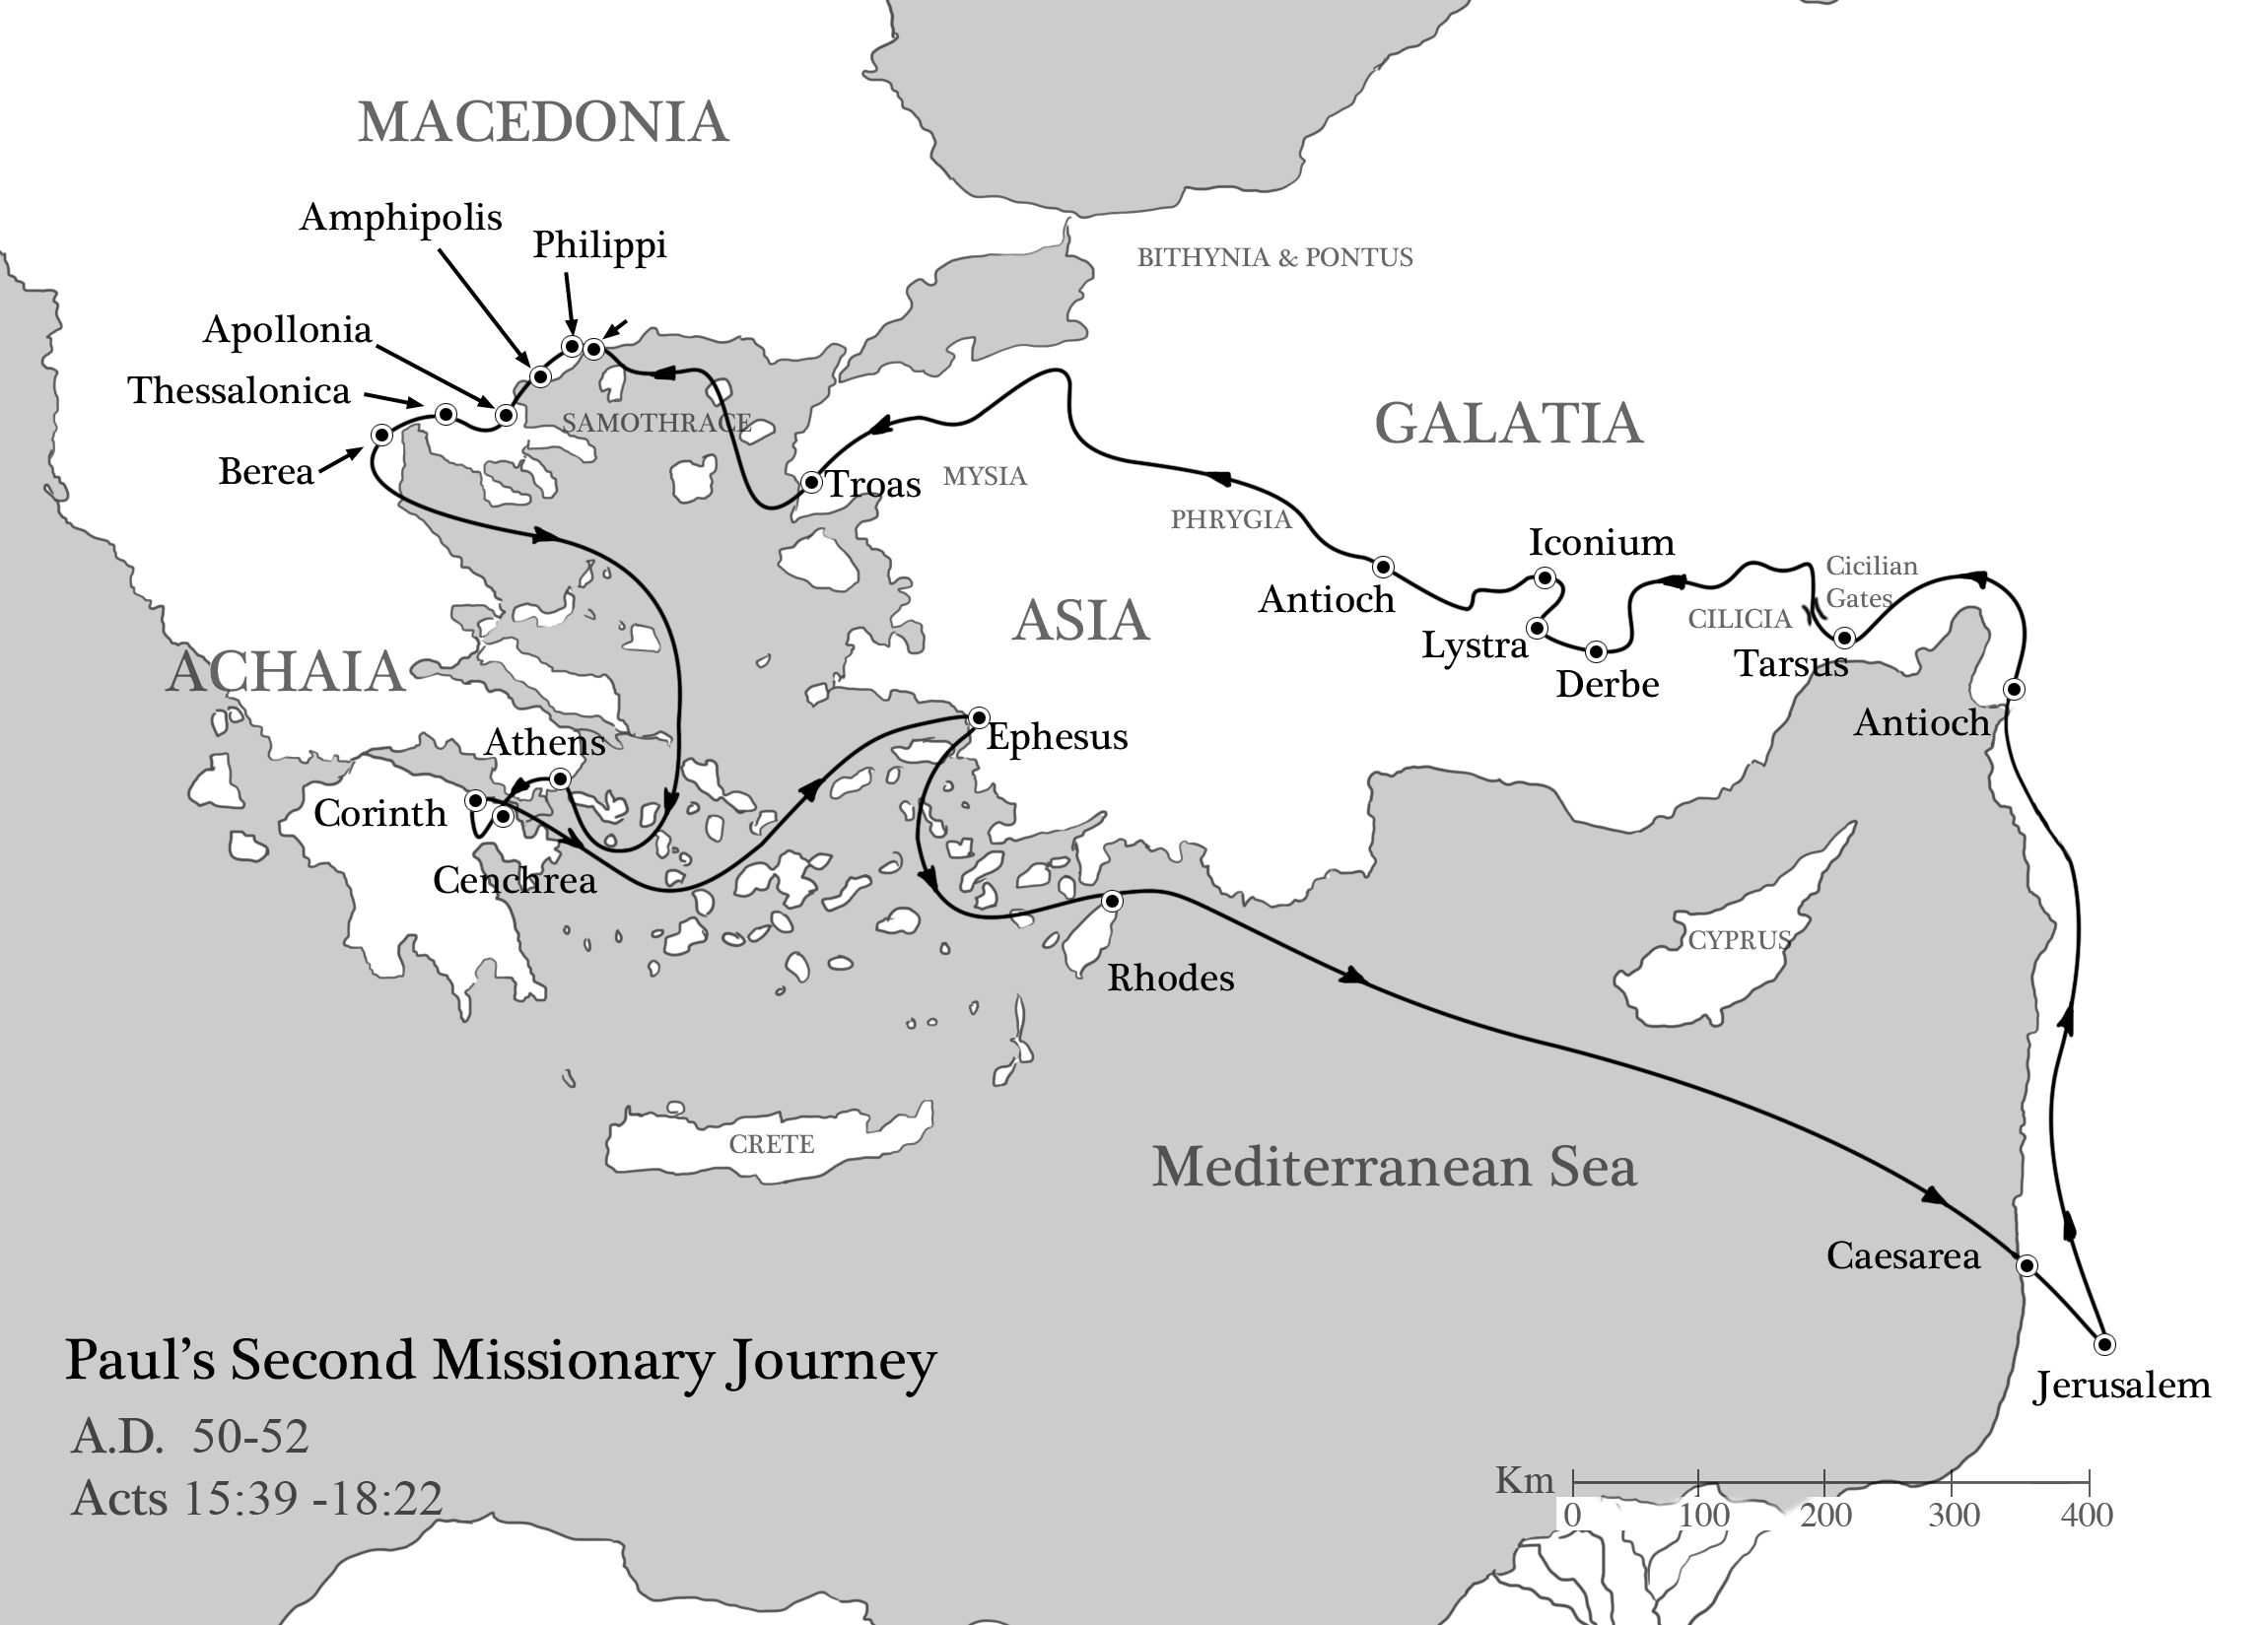 MACEDONIA
Amphipolis
Philippi
BITHYNIA & PONTUS
Apollonia
Thessalonica
SAMOTHRACE
GALATIA
Berea
Troas
MYSIA
PHRYGIA
Iconium
Cicilian
Gates
Antioch
ASIA
CILICIA
Lystra
Tarsus
ACHAIA
Derbe
Antioch
Athens
Ephesus
Corinth
Cenchrea
CYPRUS
Rhodes
CRETE
Mediterranean Sea
Caesarea
Paul's Second Missionary Journey
Jerusalem
A.D. 50-52
Acts 15:39 -18:22
Km
0 100 200 300 400